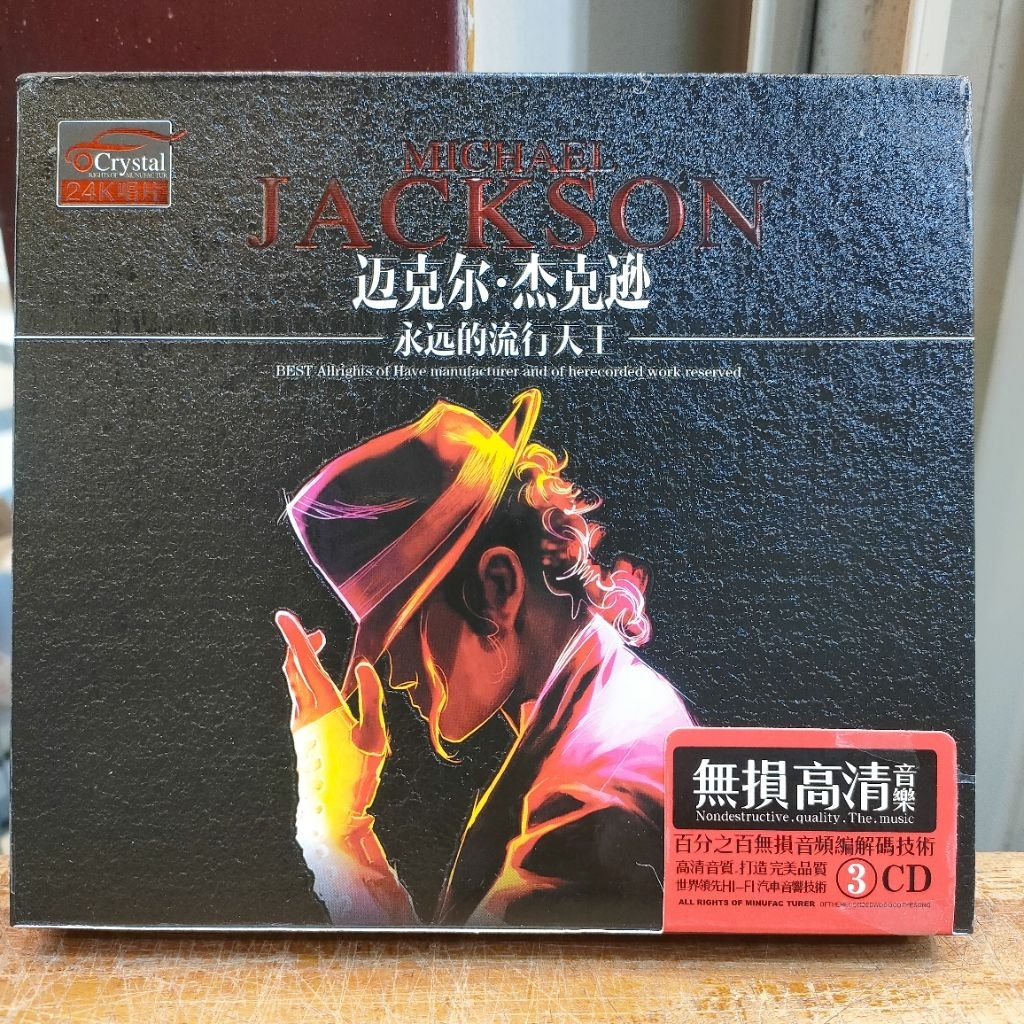 Crystal
RIGHTS OF MUNUFAC TUR
24K唱片
MICHAEL
JACKSON
迈克尔·杰克逊
永远的流行天王
BEST Allrights of Have manufacturer and of herecorded work reserved
無損高清音樂
Nondestructive.quality.The.music
百分之百無損音頻編解碼技術
高清音質.打造完美品質
世界領先HI-FI汽車音響技術
3 CD
ALL RIGHTS OF MINUFAC TURER